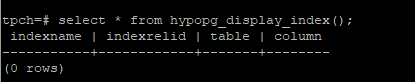 tpch=# select * from hypopg_display_index();
 indexname | indexrelid | table | column
-----------+------------+-------+--------
(0 rows)